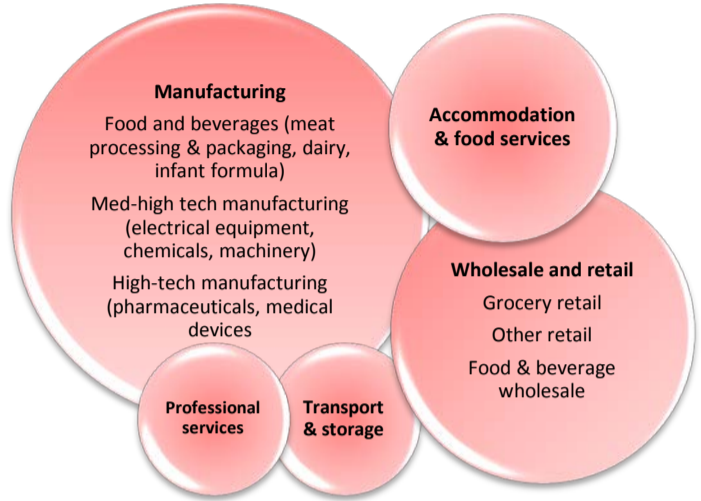 Manufacturing
Food and beverages (meat
processing & packaging, dairy,
infant formula)
Med-high tech manufacturing
(electrical equipment,
chemicals, machinery)
High-tech manufacturing
(pharmaceuticals, medical
devices
Accommodation
& food services
Wholesale and retail
Grocery retail
Other retail
Food & beverage
wholesale
Professional
services
Transport
& storage